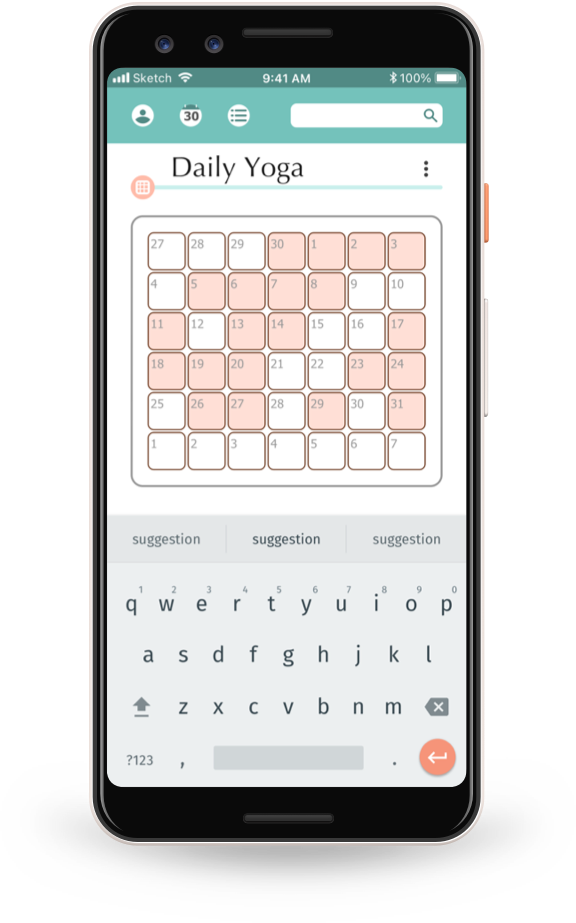 Sketch 9:41 AM 100%
30
Daily Yoga
27 28 29 30 1 2 3
4 5 6 7 8 9 10
11 12 13 14 15 16 17
18 19 20 21 22 23 24
25 26 27 28 29 30 31
1 2 3 4 5 6 7
suggestion suggestion suggestion
1 2 3 4 5 6 7 8 9 0
q w e r t y u i o p
a s d f g h j k l
z x c v b n m
?123 , .